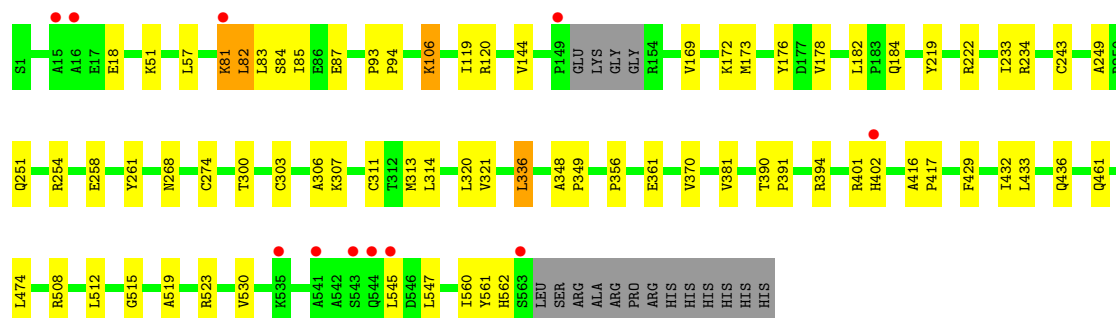 S1 A15 A16 E17 E18 K51 L57 K81 L82 L83 S84 I85 E86 E87 P93 P94 K106 I119 R120 V144 P149 GLU LYS GLY GLY R154 V169 K172 M173 Y176 D177 V178 L182 P183 Q184 Y219 R222 I233 R234 C243 A249
Q251 R254 E258 Y261 N268 C274 T300 C303 A306 K307 C311 T312 M313 L314 L320 V321 L336 A348 P349 P356 E361 V370 V381 T390 P391 R394 R401 H402 A416 P417 F429 I432 L433 Q436 Q461
L474 R508 L512 G515 A519 R523 V530 K535 A541 A542 S543 Q544 L545 D546 L547 I560 Y561 H562 S563 LEU SER ARG ALA ARG PRO ARG HIS HIS HIS HIS HIS HIS